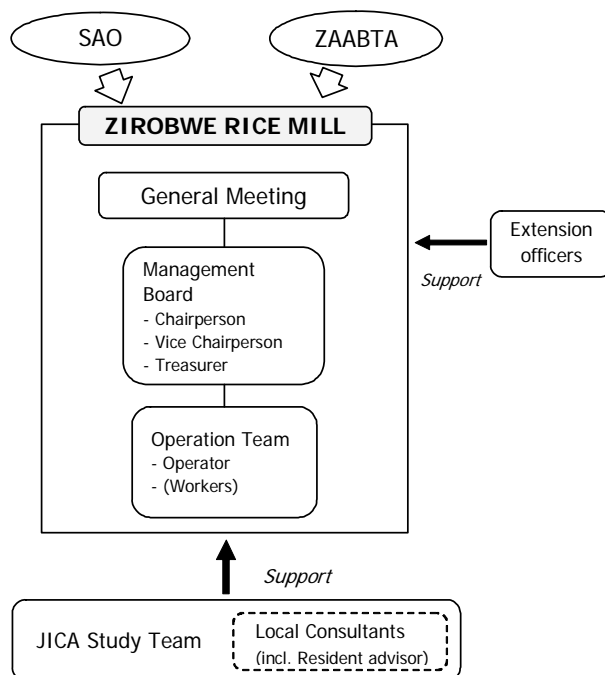 SAO
ZAABTA
ZIROBWE RICE MILL
General Meeting
Management
Board
- Chairperson
- Vice Chairperson
- Treasurer
Extension
officers
Support
Operation Team
- Operator
- (Workers)
Support
JICA Study Team
Local Consultants
(incl. Resident advisor)